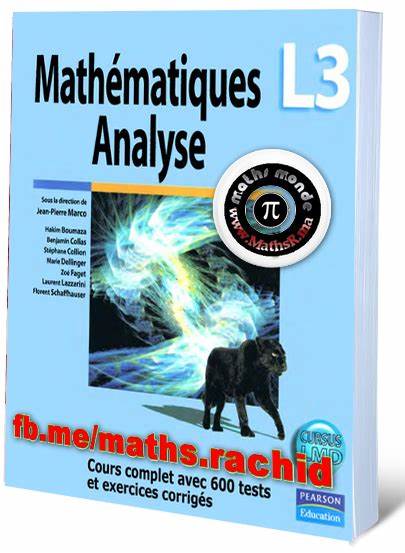 Mathématiques L3
Analyse
Sous la direction de
Jean-Pierre Marco
Hakim Boumaza
Benjamin Collas
Stéphane Collion
Marie Dellinger
Zoé Faget
Laurent Lazzarini
Florent Schaffhauser
Maths Monde
π
www.MathsR.ma
fb.me/maths.rachid
Cours complet avec 600 tests
et exercices corrigés
CURSUS
LMD
PEARSON
Education